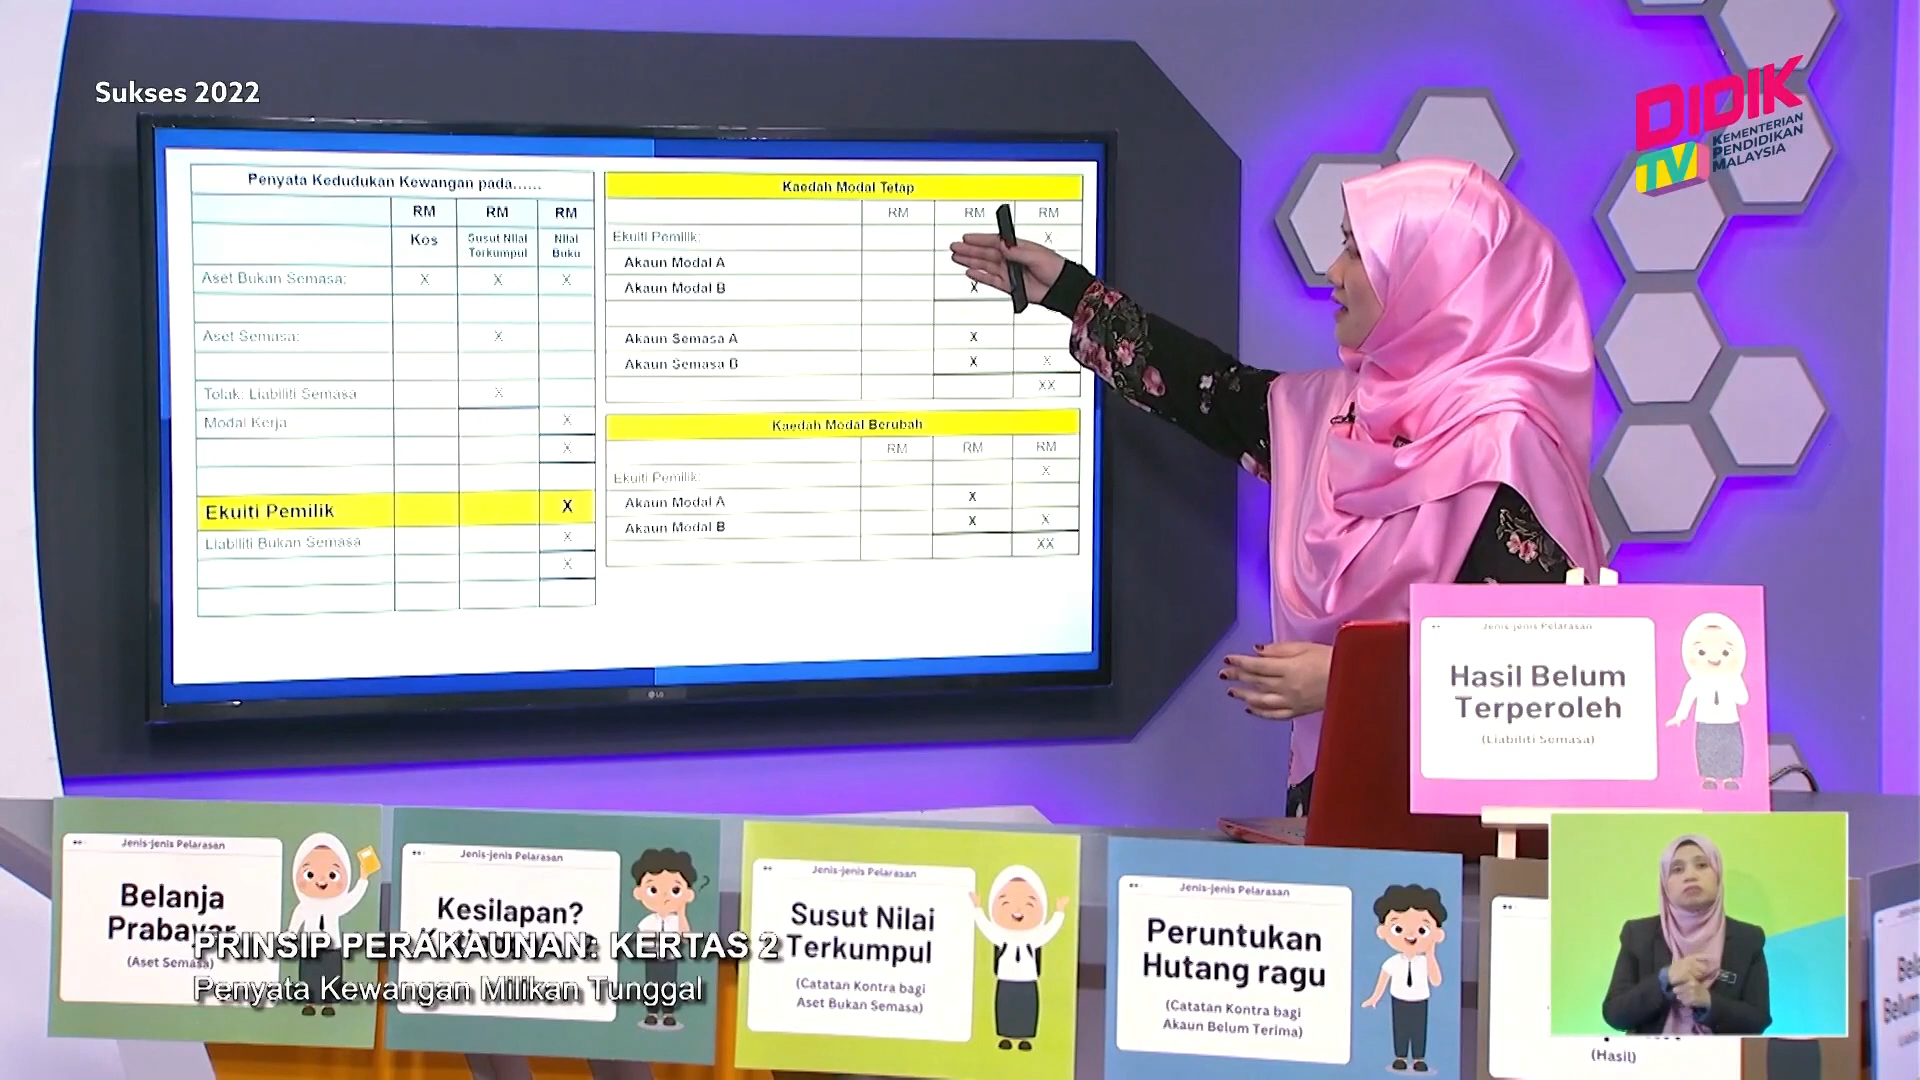 Sukses 2022
DIDIK
TV
KEMENTERIAN
PENDIDIKAN
MALAYSIA
Penyata Kedudukan Kewangan pada......
RM RM RM
Kos Susut Nilai Terkumpul Nilai Buku
Aset Bukan Semasa: X X X
Aset Semasa: X
Tolak: Liabiliti Semasa X
Modal Kerja X
X
Ekuiti Pemilik X
Liabiliti Bukan Semasa X
X
Kaedah Modal Tetap
RM RM RM
Ekuiti Pemilik: X
Akaun Modal A
Akaun Modal B X
Akaun Semasa A X
Akaun Semasa B X X
XX
Kaedah Modal Berubah
RM RM RM
Ekuiti Pemilik: X
Akaun Modal A X
Akaun Modal B X X
XX
LG
Jenis-jenis Pelarasan
Hasil Belum
Terperoleh
(Liabiliti Semasa)
Jenis-jenis Pelarasan
Belanja
Prabayar
(Aset Semasa)
Jenis-jenis Pelarasan
Kesilapan?
Jenis-jenis Pelarasan
Susut Nilai
Terkumpul
(Catatan Kontra bagi
Aset Bukan Semasa)
Jenis-jenis Pelarasan
Peruntukan
Hutang ragu
(Catatan Kontra bagi
Akaun Belum Terima)
(Hasil)
PRINSIP PERAKAUNAN: KERTAS 2
Penyata Kewangan Milikan Tunggal